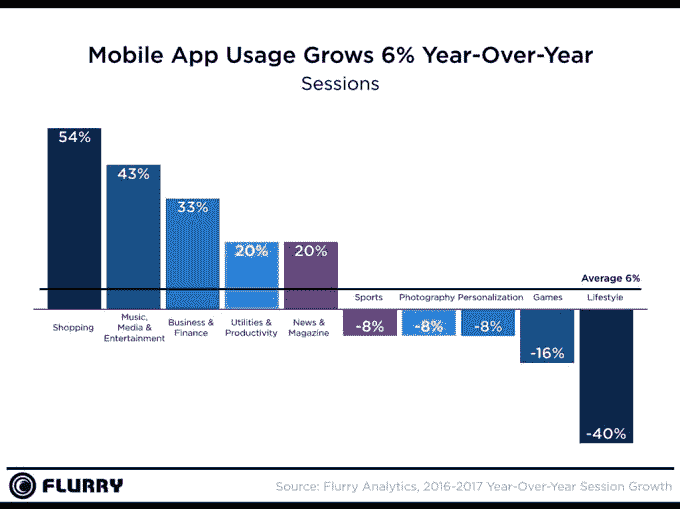 Mobile App Usage Grows 6% Year-Over-Year
Sessions
54%
43%
33%
20%
20%
Average 6%
Sports
Photography
Personalization
Games
Lifestyle
Shopping
Music,
Media &
Entertainment
Business &
Finance
Utilities &
Productivity
News &
Magazine
-8%
-8%
-8%
-16%
-40%
FLURRY
Source: Flurry Analytics, 2016-2017 Year-Over-Year Session Growth